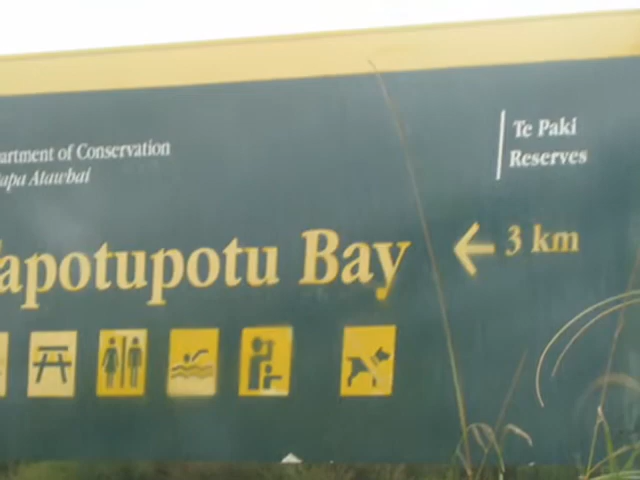 artment of Conservation
apa Atawhai
Te Paki
Reserves
apotupotu Bay
3 km